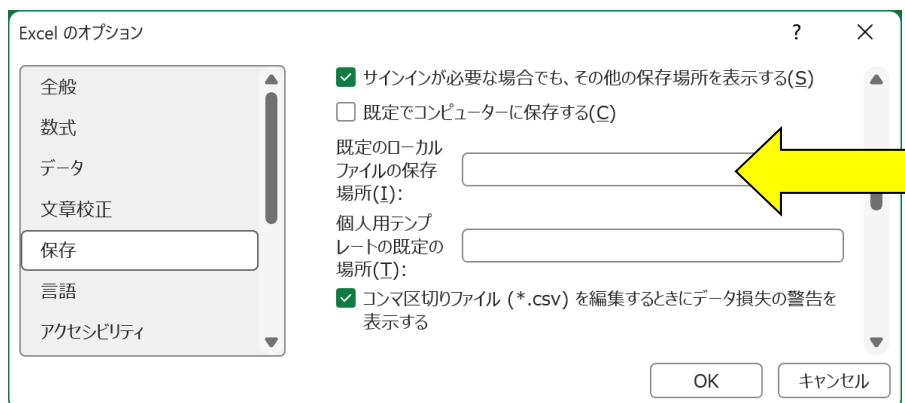 Excel のオプション
?
全般
数式
データ
文章校正
保存
言語
アクセシビリティ
サインインが必要な場合でも、その他の保存場所を表示する(S)
既定でコンピューターに保存する(C)
既定のローカル
ファイルの保存
場所(I):
個人用テンプ
レートの既定の
場所(T):
コンマ区切りファイル (*.csv) を編集するときにデータ損失の警告を
表示する
OK
キャンセル